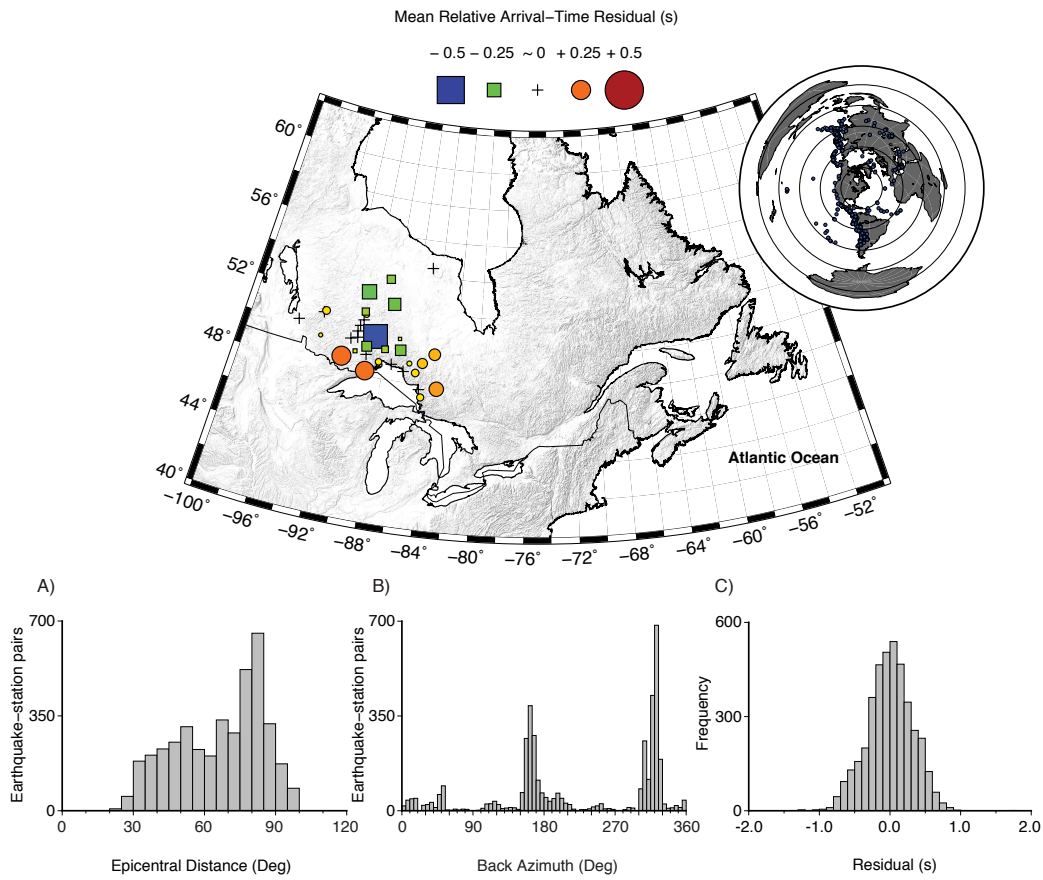 Mean Relative Arrival−Time Residual (s)
− 0.5 − 0.25 ~ 0 + 0.25 + 0.5
60˚
56˚
52˚
48˚
44˚
40˚
−100˚
−96˚
−92˚
−88˚
−84˚
−80˚
−76˚
−72˚
−68˚
−64˚
−60˚
−56˚
−52˚
Atlantic Ocean
A)
Earthquake−station pairs
700
350
0
0 30 60 90 120
Epicentral Distance (Deg)
B)
Earthquake−station pairs
700
350
0
0 90 180 270 360
Back Azimuth (Deg)
C)
Frequency
600
300
0
-2.0 -1.0 0.0 1.0 2.0
Residual (s)